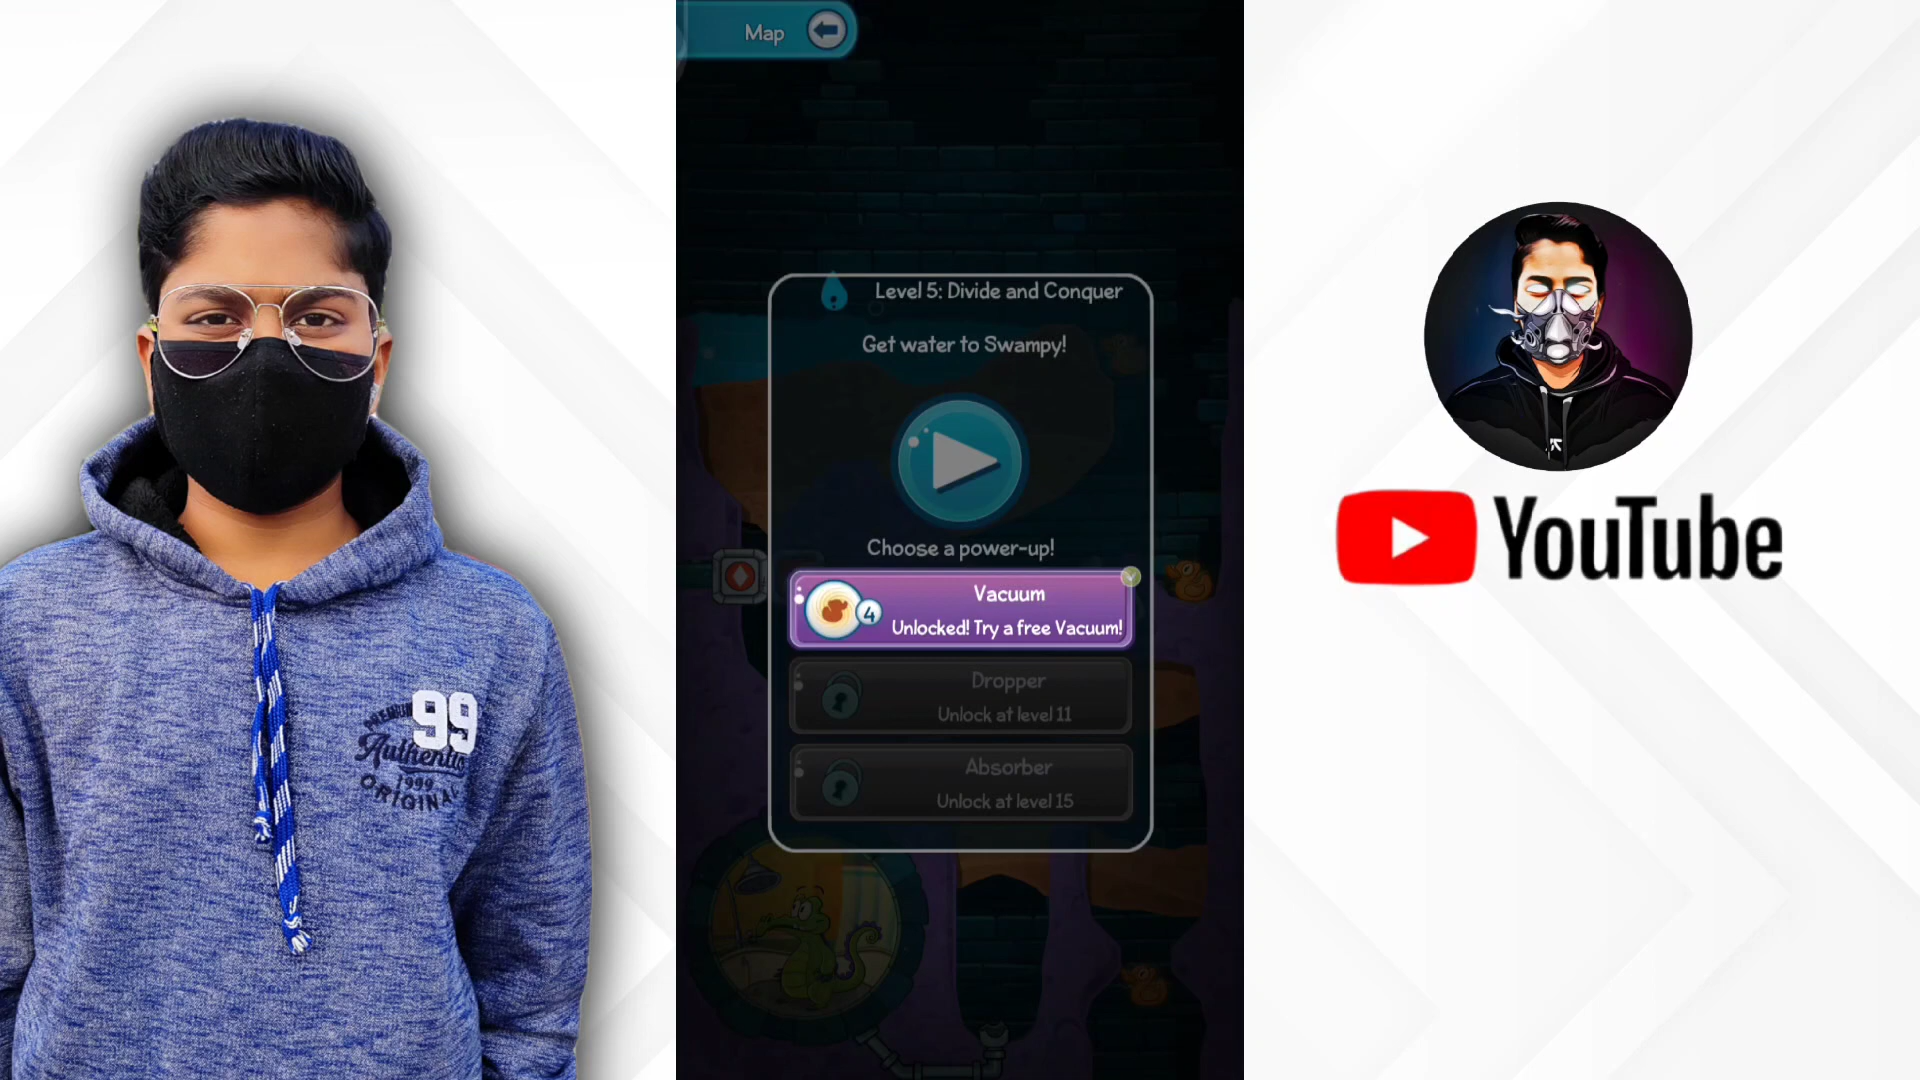 Map
Level 5: Divide and Conquer
Get water to Swampy!
Choose a power-up!
Vacuum
4
Unlocked! Try a free Vacuum!
Dropper
Unlock at level 11
Absorber
Unlock at level 15
99
Authentic
1999
ORIGINAL
YouTube